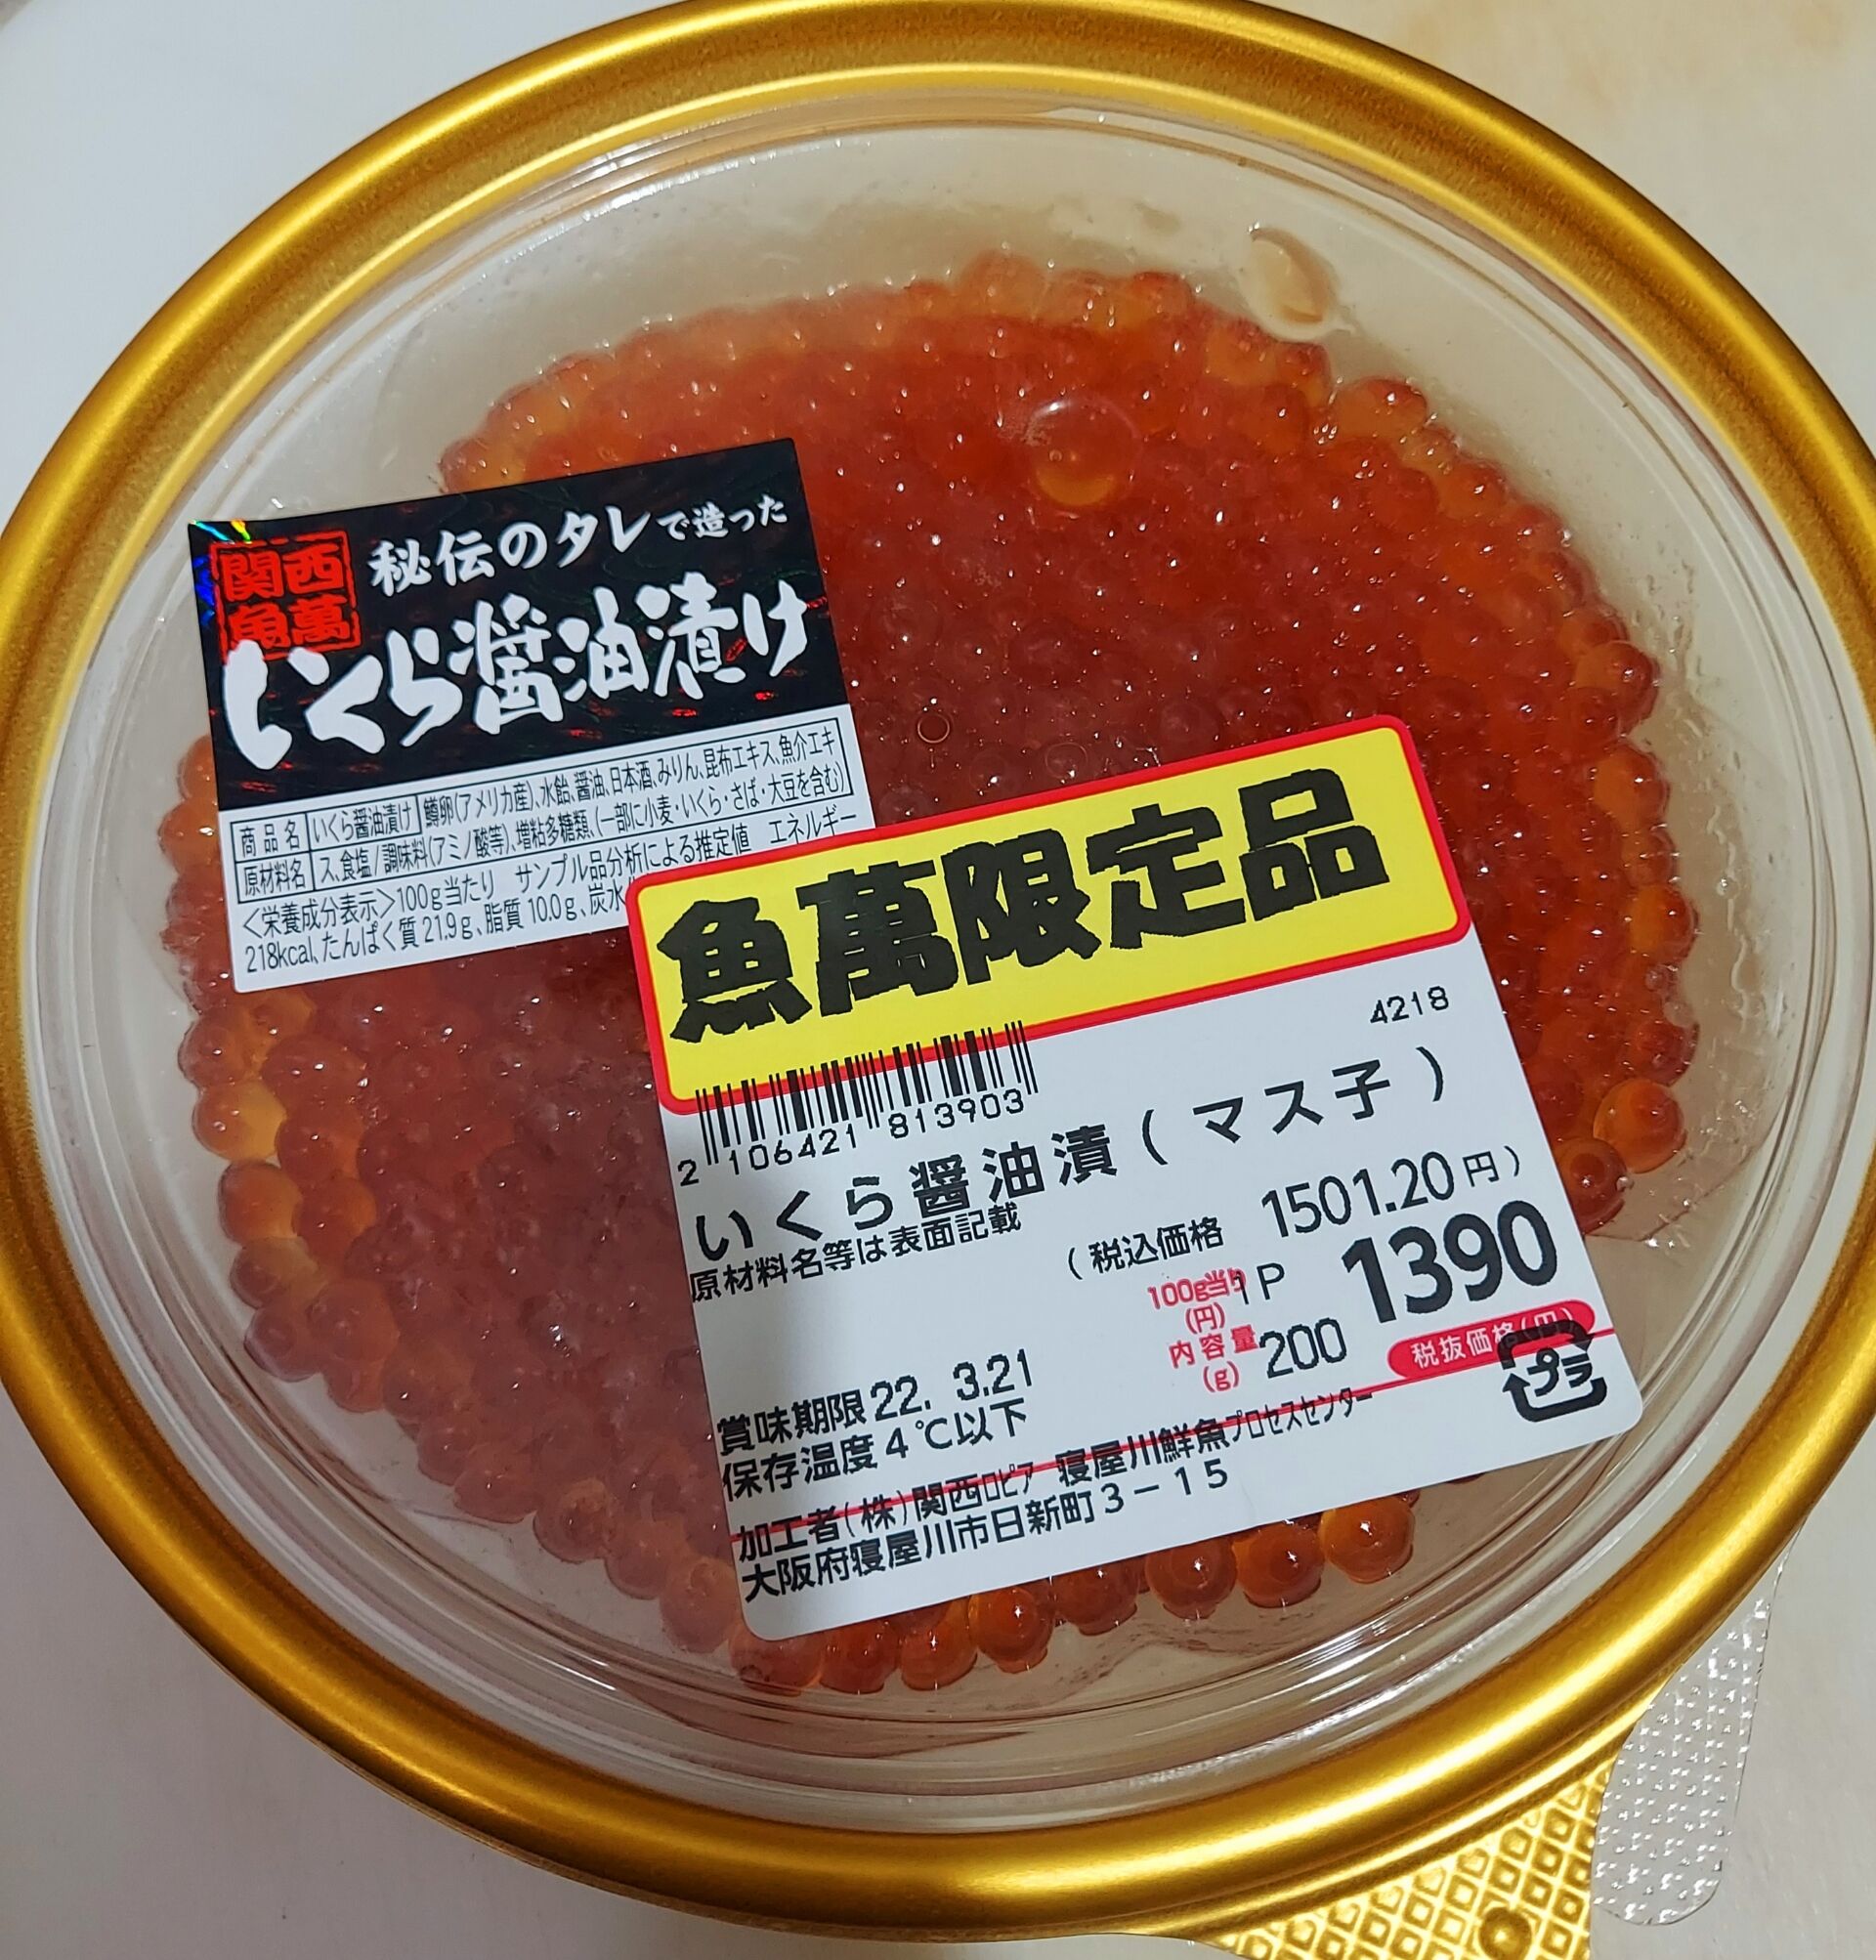 関西
魚萬
秘伝のタレで造った
いくら醤油漬け
商品名 いくら醤油漬け
原材料名 鱒卵(アメリカ産)、水飴、醤油、日本酒、みりん、昆布エキス、魚介エキ
ス、食塩/調味料(アミノ酸等)、増粘多糖類、(一部に小麦・いくら・さば・大豆を含む)
<栄養成分表示>100g当たり サンプル品分析による推定値 エネルギー
218kcal、たんぱく質21.9g、脂質10.0g、炭水
魚萬限定品
4218
2 106421 813903
いくら醤油漬(マス子)
原材料名等は表面記載
(税込価格 1501.20円)
100g当り
(円)
1P
1390
内容量
(g)
200
税抜価格(円)
プラ
賞味期限22. 3.21
保存温度4℃以下
加工者(株)関西ロピア 寝屋川鮮魚プロセスセンター
大阪府寝屋川市日新町3-15